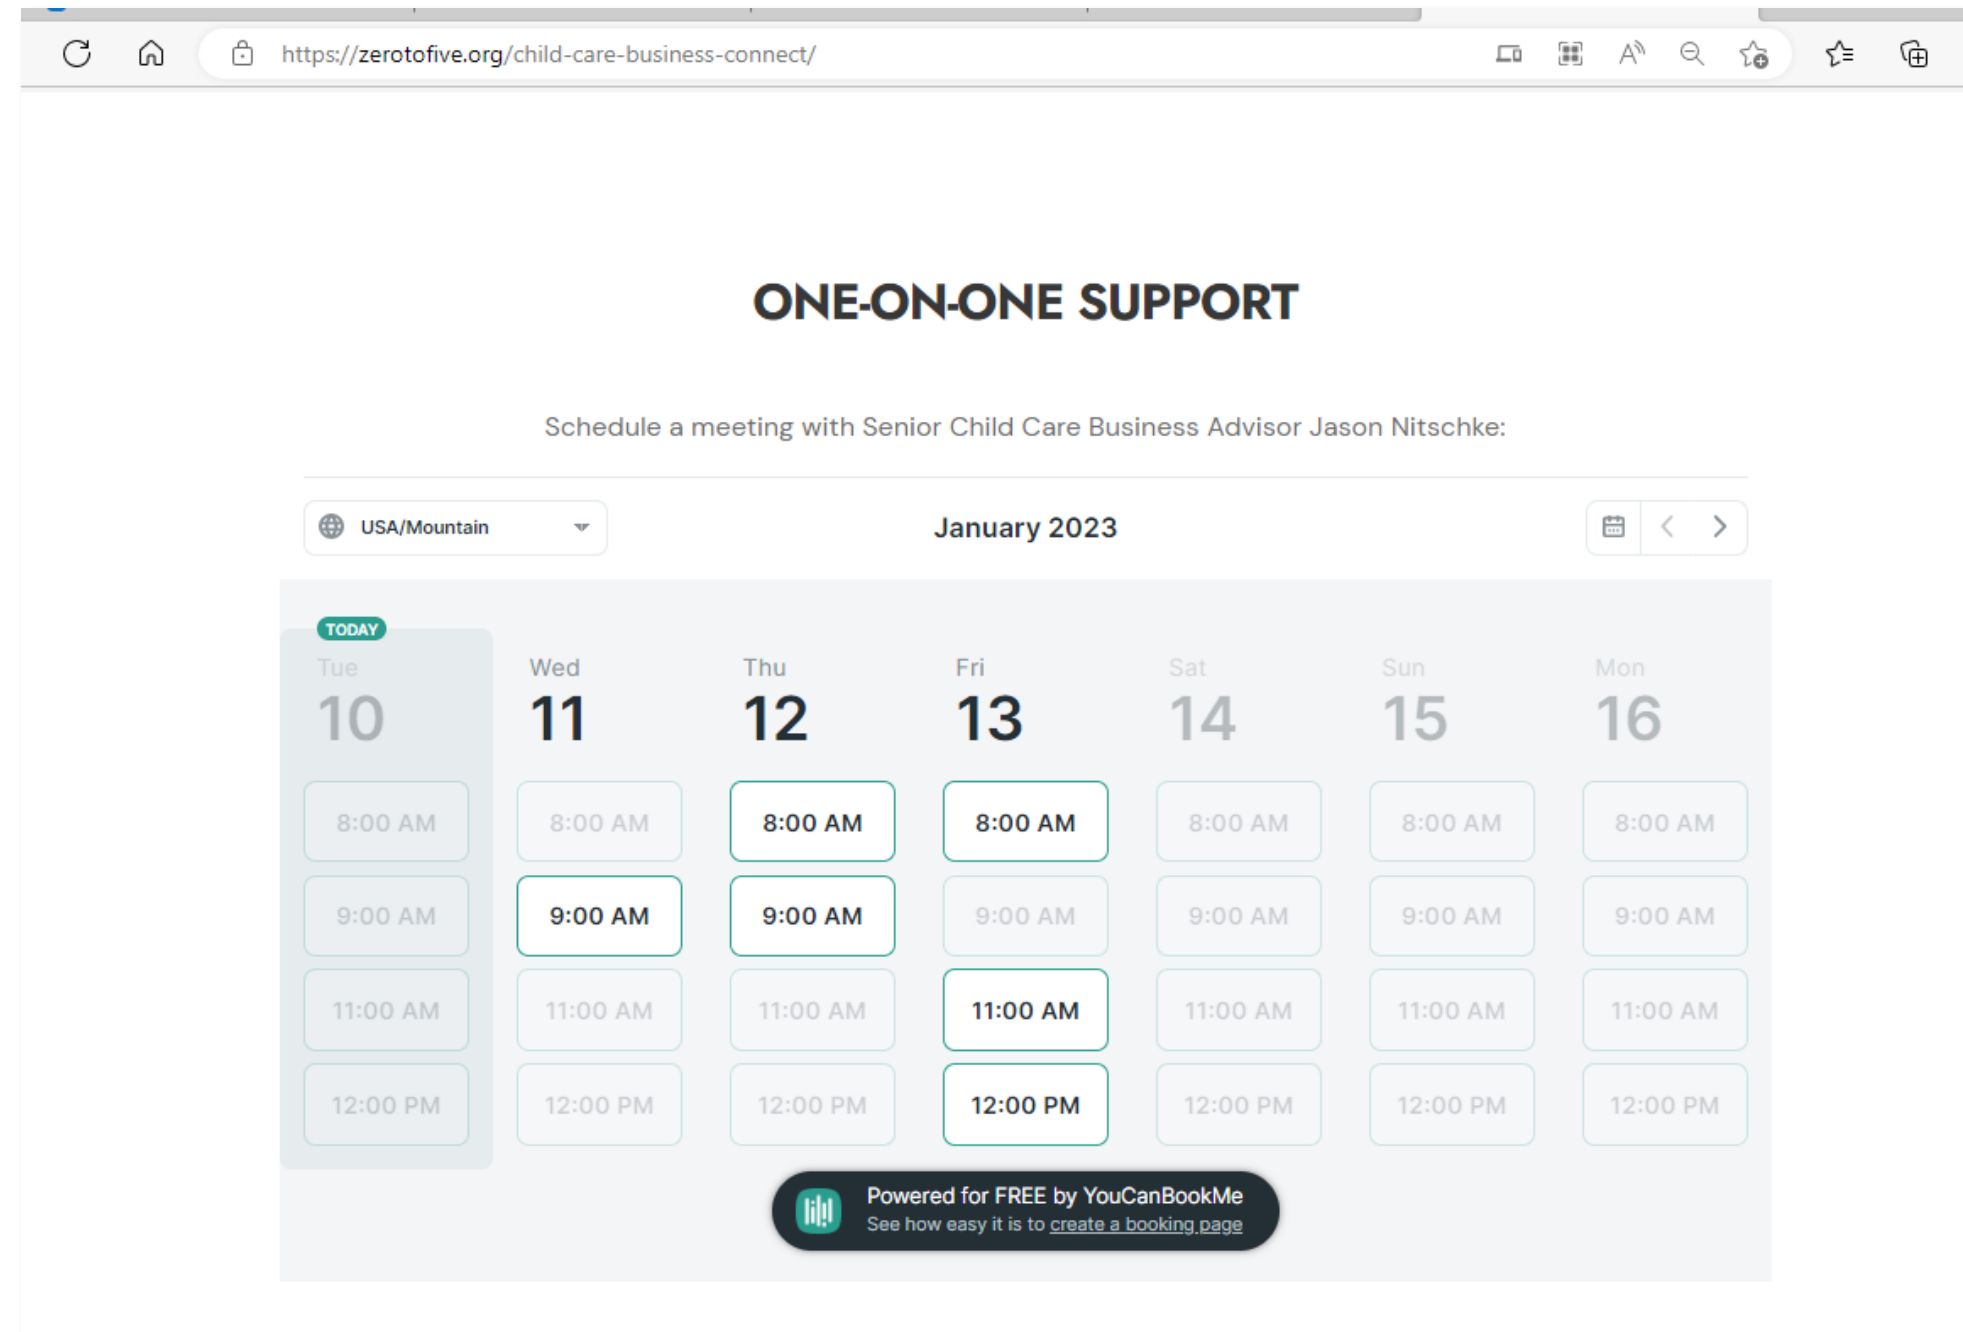 https://zerotofive.org/child-care-business-connect/
ONE-ON-ONE SUPPORT
Schedule a meeting with Senior Child Care Business Advisor Jason Nitschke:
USA/Mountain January 2023
TODAY
Tue Wed Thu Fri Sat Sun Mon
10 11 12 13 14 15 16
8:00 AM 8:00 AM 8:00 AM 8:00 AM 8:00 AM 8:00 AM 8:00 AM
9:00 AM 9:00 AM 9:00 AM 9:00 AM 9:00 AM 9:00 AM 9:00 AM
11:00 AM 11:00 AM 11:00 AM 11:00 AM 11:00 AM 11:00 AM 11:00 AM
12:00 PM 12:00 PM 12:00 PM 12:00 PM 12:00 PM 12:00 PM 12:00 PM
Powered for FREE by YouCanBookMe
See how easy it is to create a booking page